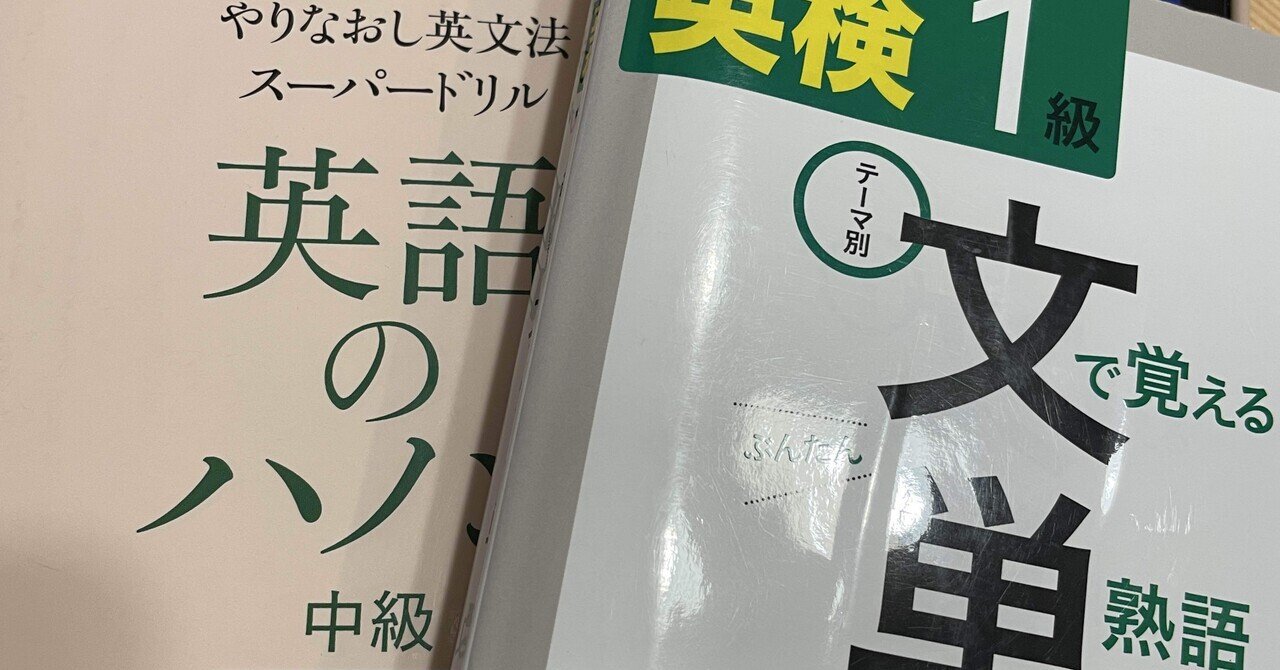 やりなおし英文法
スーパードリル
英語
の
ハノ
中級
英検1級
テーマ別
文で覚える
ぶんたん
単
熟語